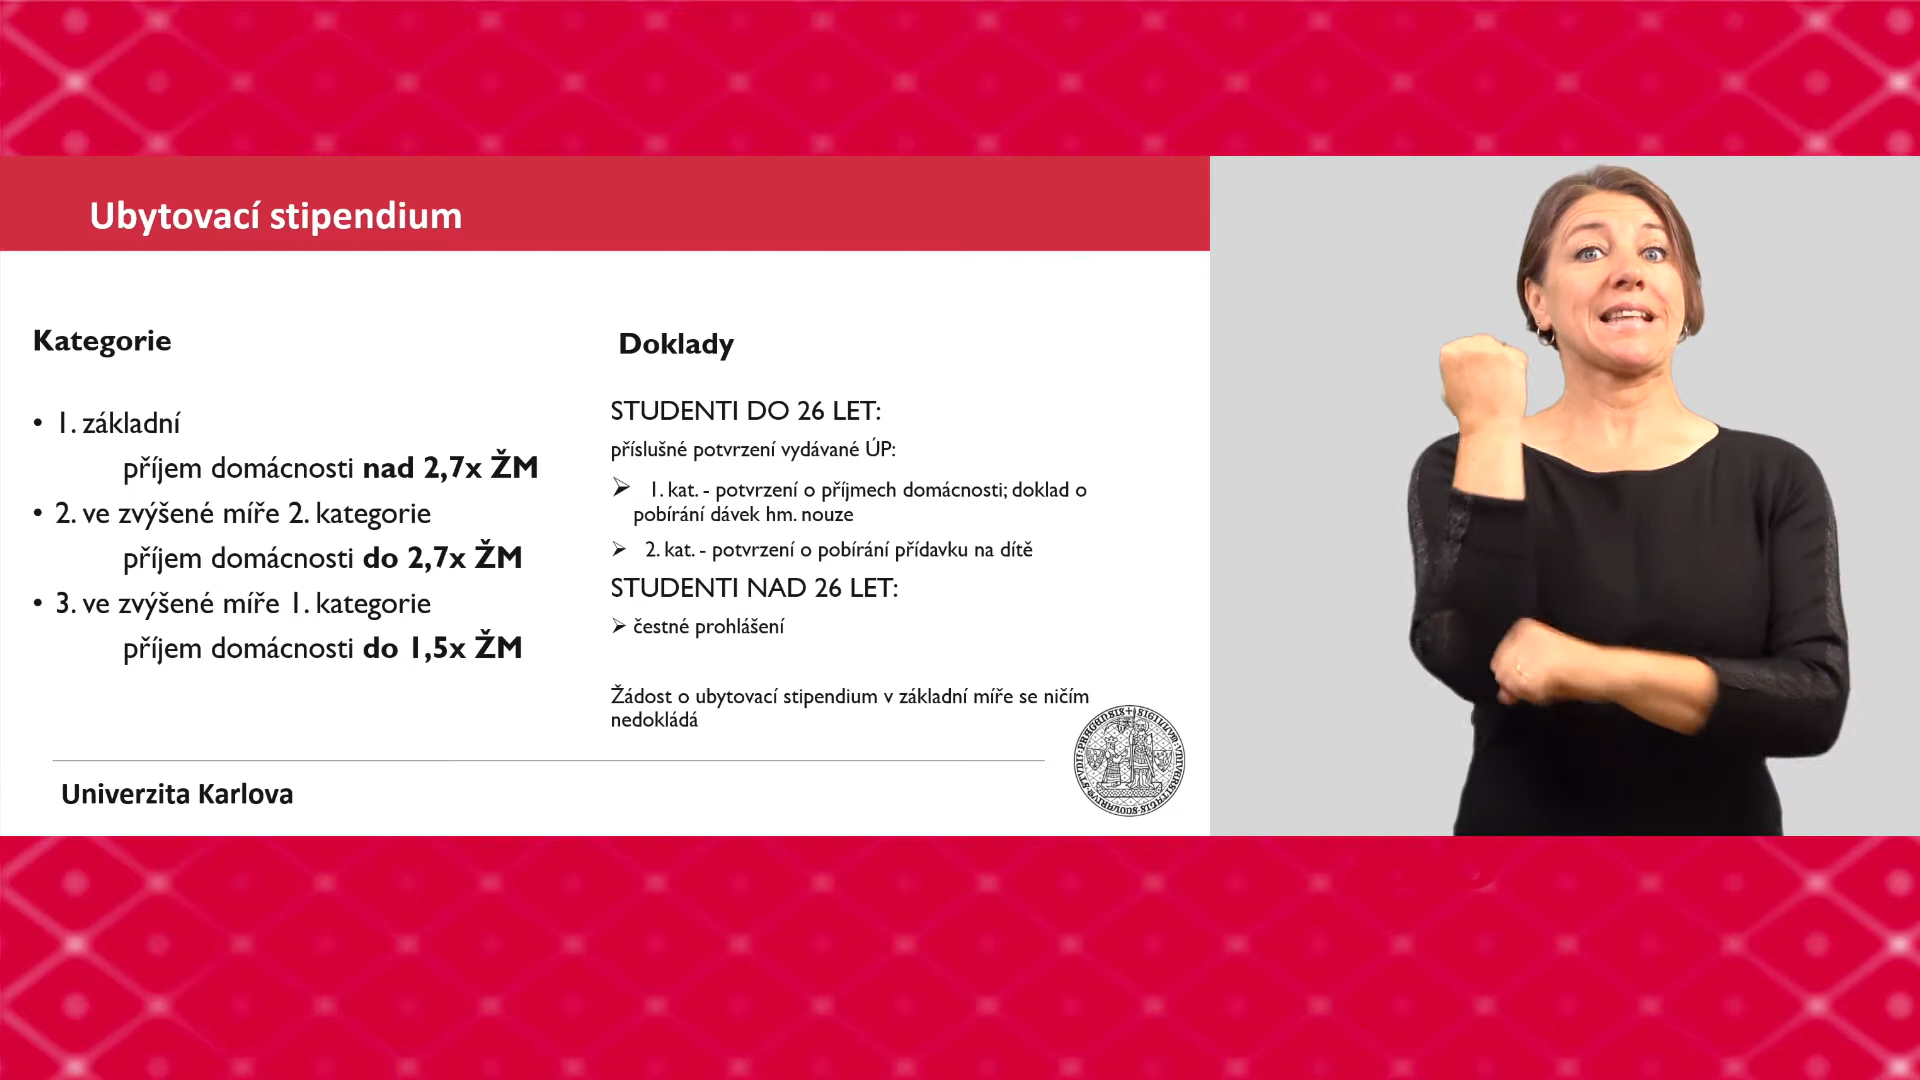 Ubytovací stipendium
Kategorie
• 1. základní
příjem domácnosti nad 2,7x ŽM
• 2. ve zvýšené míře 2. kategorie
příjem domácnosti do 2,7x ŽM
• 3. ve zvýšené míře 1. kategorie
příjem domácnosti do 1,5x ŽM
Doklady
STUDENTI DO 26 LET:
příslušné potvrzení vydávané ÚP:
➢ 1. kat. - potvrzení o příjmech domácnosti; doklad o
pobírání dávek hm. nouze
➢ 2. kat. - potvrzení o pobírání přídavku na dítě
STUDENTI NAD 26 LET:
➢ čestné prohlášení
Žádost o ubytovací stipendium v základní míře se ničím
nedokládá
Univerzita Karlova